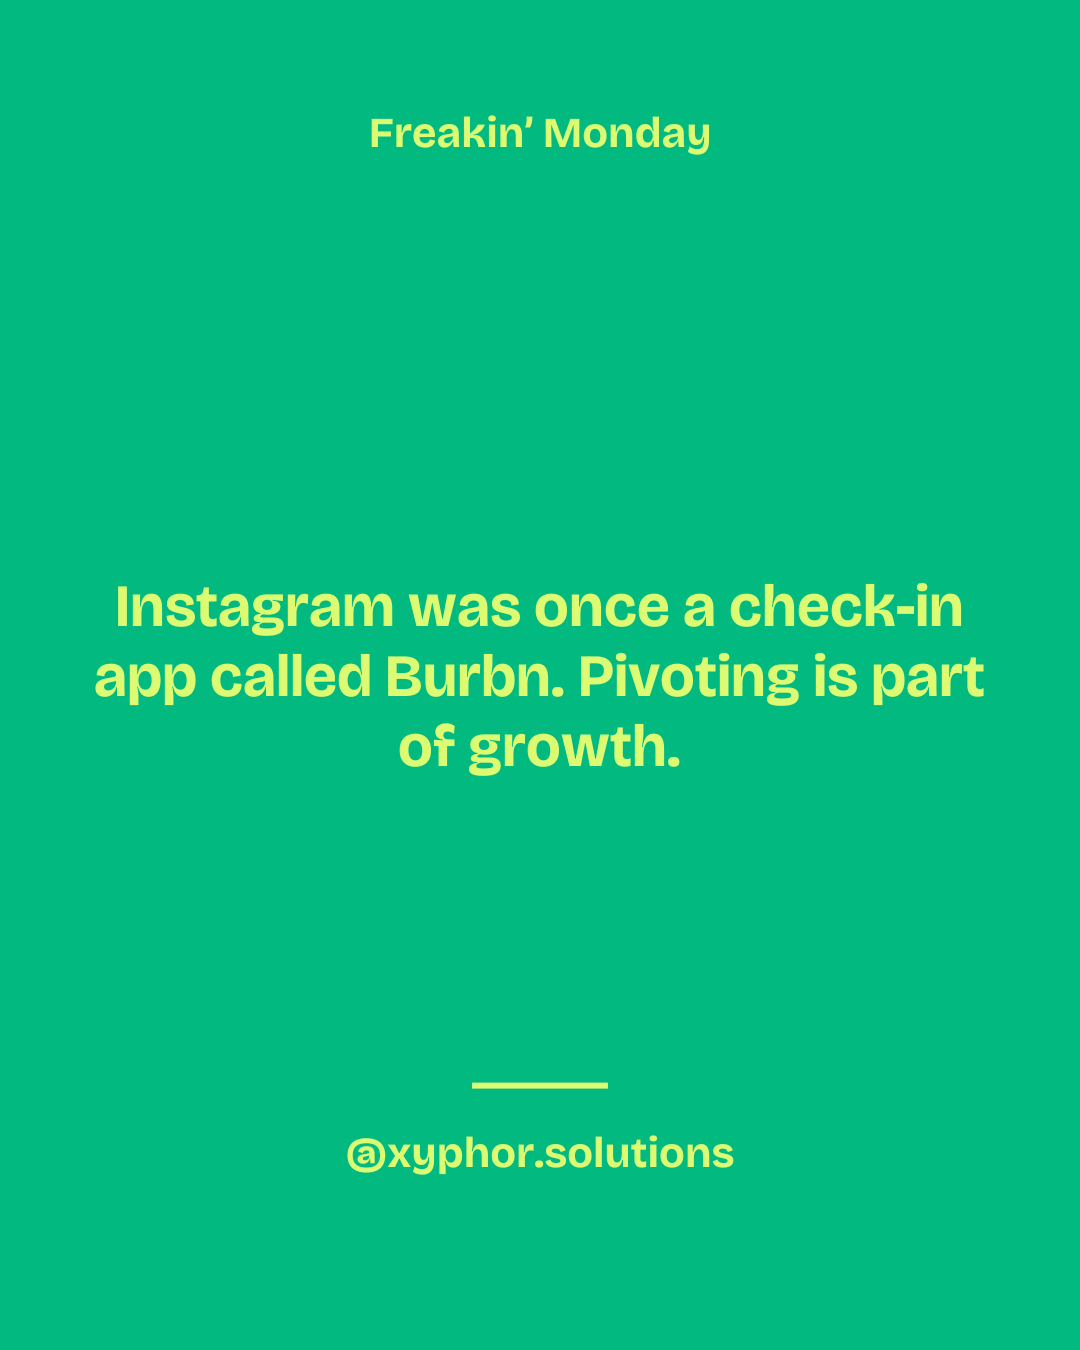 Freakin’ Monday
Instagram was once a check-in
app called Burbn. Pivoting is part
of growth.
@xyphor.solutions